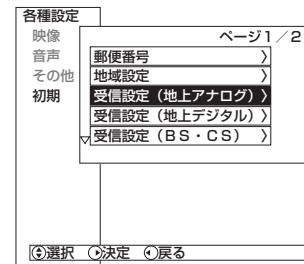 各種設定
映像
音声
その他
初期
ページ1/2
郵便番号 〉
地域設定 〉
受信設定(地上アナログ)〉
受信設定(地上デジタル)〉
受信設定(BS・CS) 〉
選択 決定 戻る